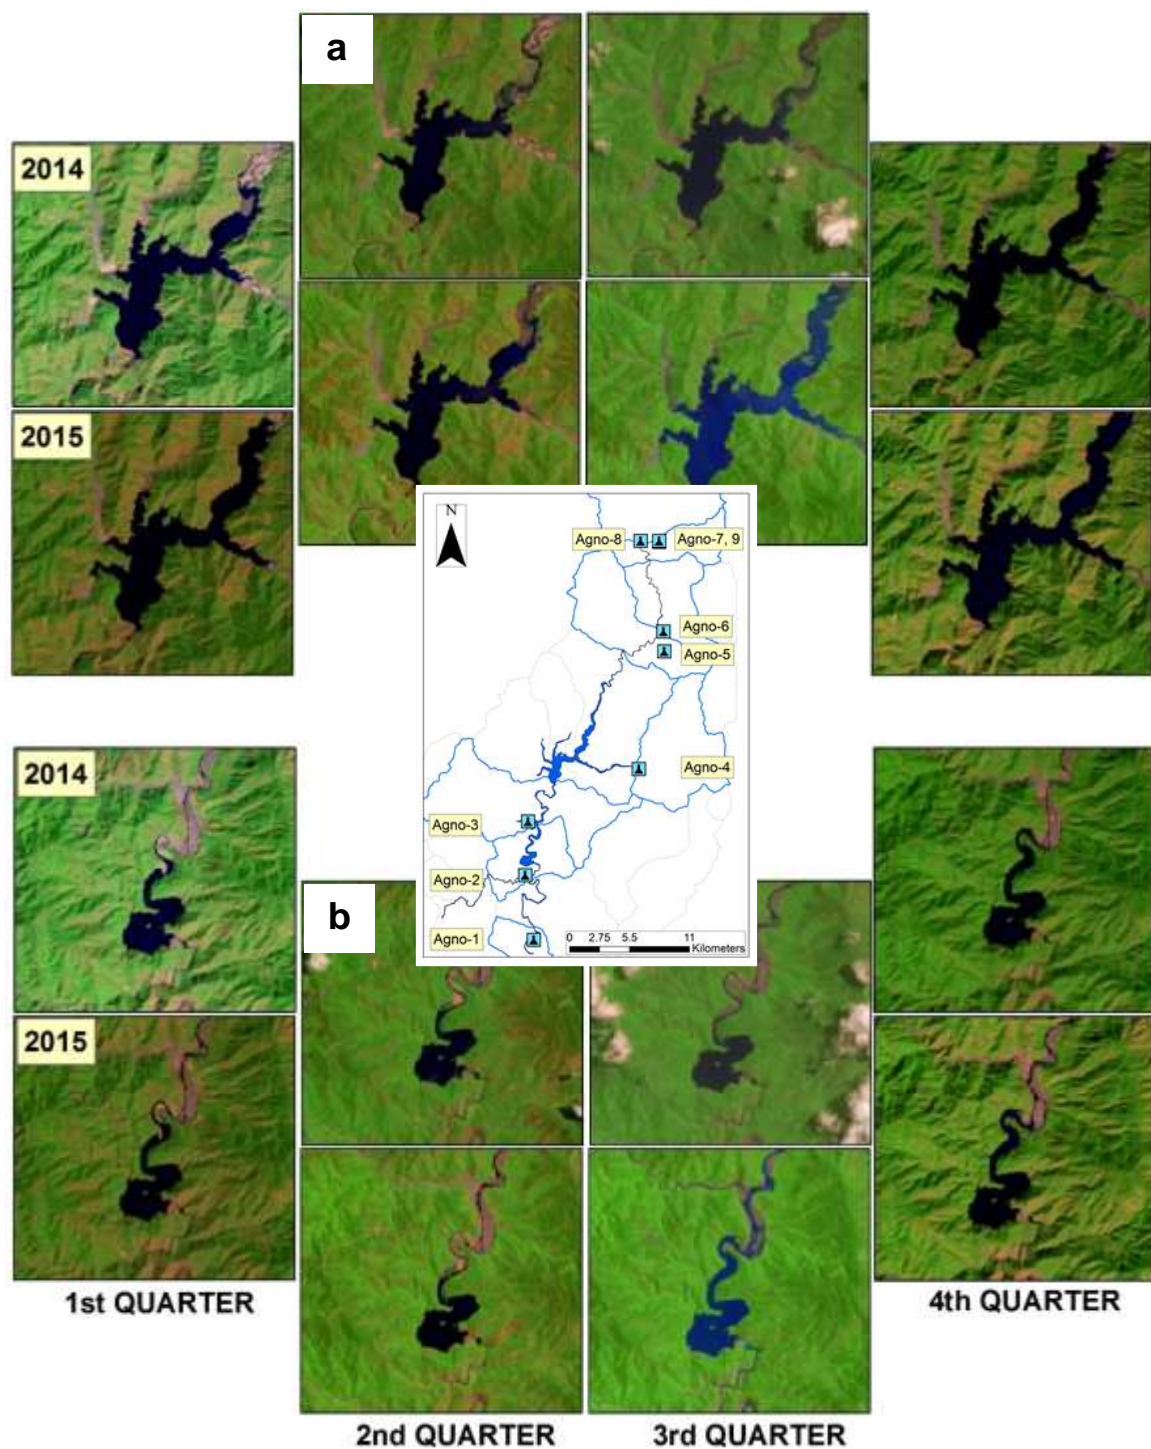 a
2014
2015
N
Agno-8
Agno-7, 9
Agno-6
Agno-5
Agno-4
Agno-3
Agno-2
Agno-1
0 2.75 5.5 11
Kilometers
2014
b
2015
1st QUARTER
4th QUARTER
2nd QUARTER
3rd QUARTER